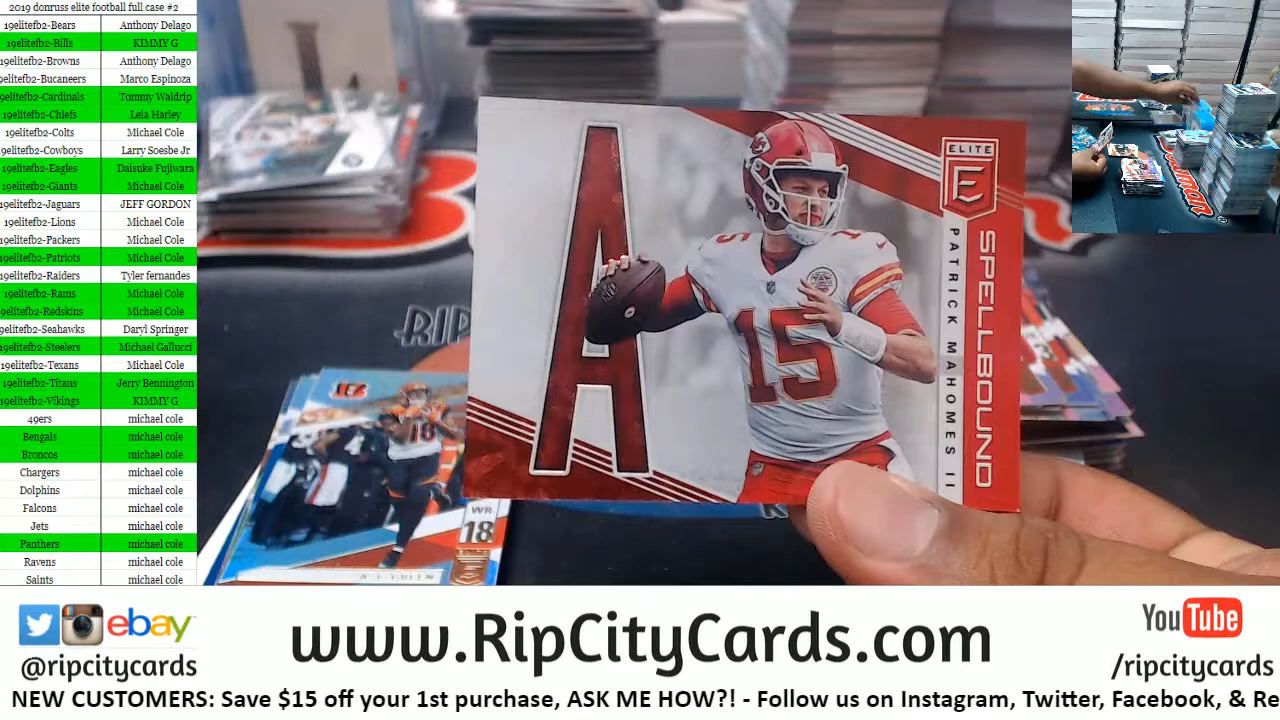 2019 donruss elite football full case #2
19elitefb2-Bears Anthony Delago
19elitefb2-Bills KIMMY G
19elitefb2-Browns Anthony Delago
9elitefb2-Bucaneers Marco Espinoza
9elitefb2-Cardinals Tommy Waldrip
19elitefb2-Chiefs Leia Harley
19elitefb2-Colts Michael Cole
9elitefb2-Cowboys Larry Soesbe Jr
19elitefb2-Eagles Daisuke Fujiwara
19elitefb2-Giants Michael Cole
19elitefb2-Jaguars JEFF GORDON
19elitefb2-Lions Michael Cole
19elitefb2-Packers Michael Cole
19elitefb2-Patriots Michael Cole
19elitefb2-Raiders Tyler fernandes
19elitefb2-Rams Michael Cole
19elitefb2-Redskins Michael Cole
9elitefb2-Seahawks Daryl Springer
19elitefb2-Steelers Michael Gallucci
19elitefb2-Texans Michael Cole
19elitefb2-Titans Jerry Bennington
19elitefb2-Vikings KIMMY G
49ers michael cole
Bengals michael cole
Broncos michael cole
Chargers michael cole
Dolphins michael cole
Falcons michael cole
Jets michael cole
Panthers michael cole
Ravens michael cole
Saints michael cole
A
ELITE
E
SPELLBOUND
PATRICK MAHOMES II
15
15
RIP
WR
18
A.J. GREEN
ebay
@ripcitycards
www.RipCityCards.com
YouTube
/ripcitycards
NEW CUSTOMERS: Save $15 off your 1st purchase, ASK ME HOW?! - Follow us on Instagram, Twitter, Facebook, & Re